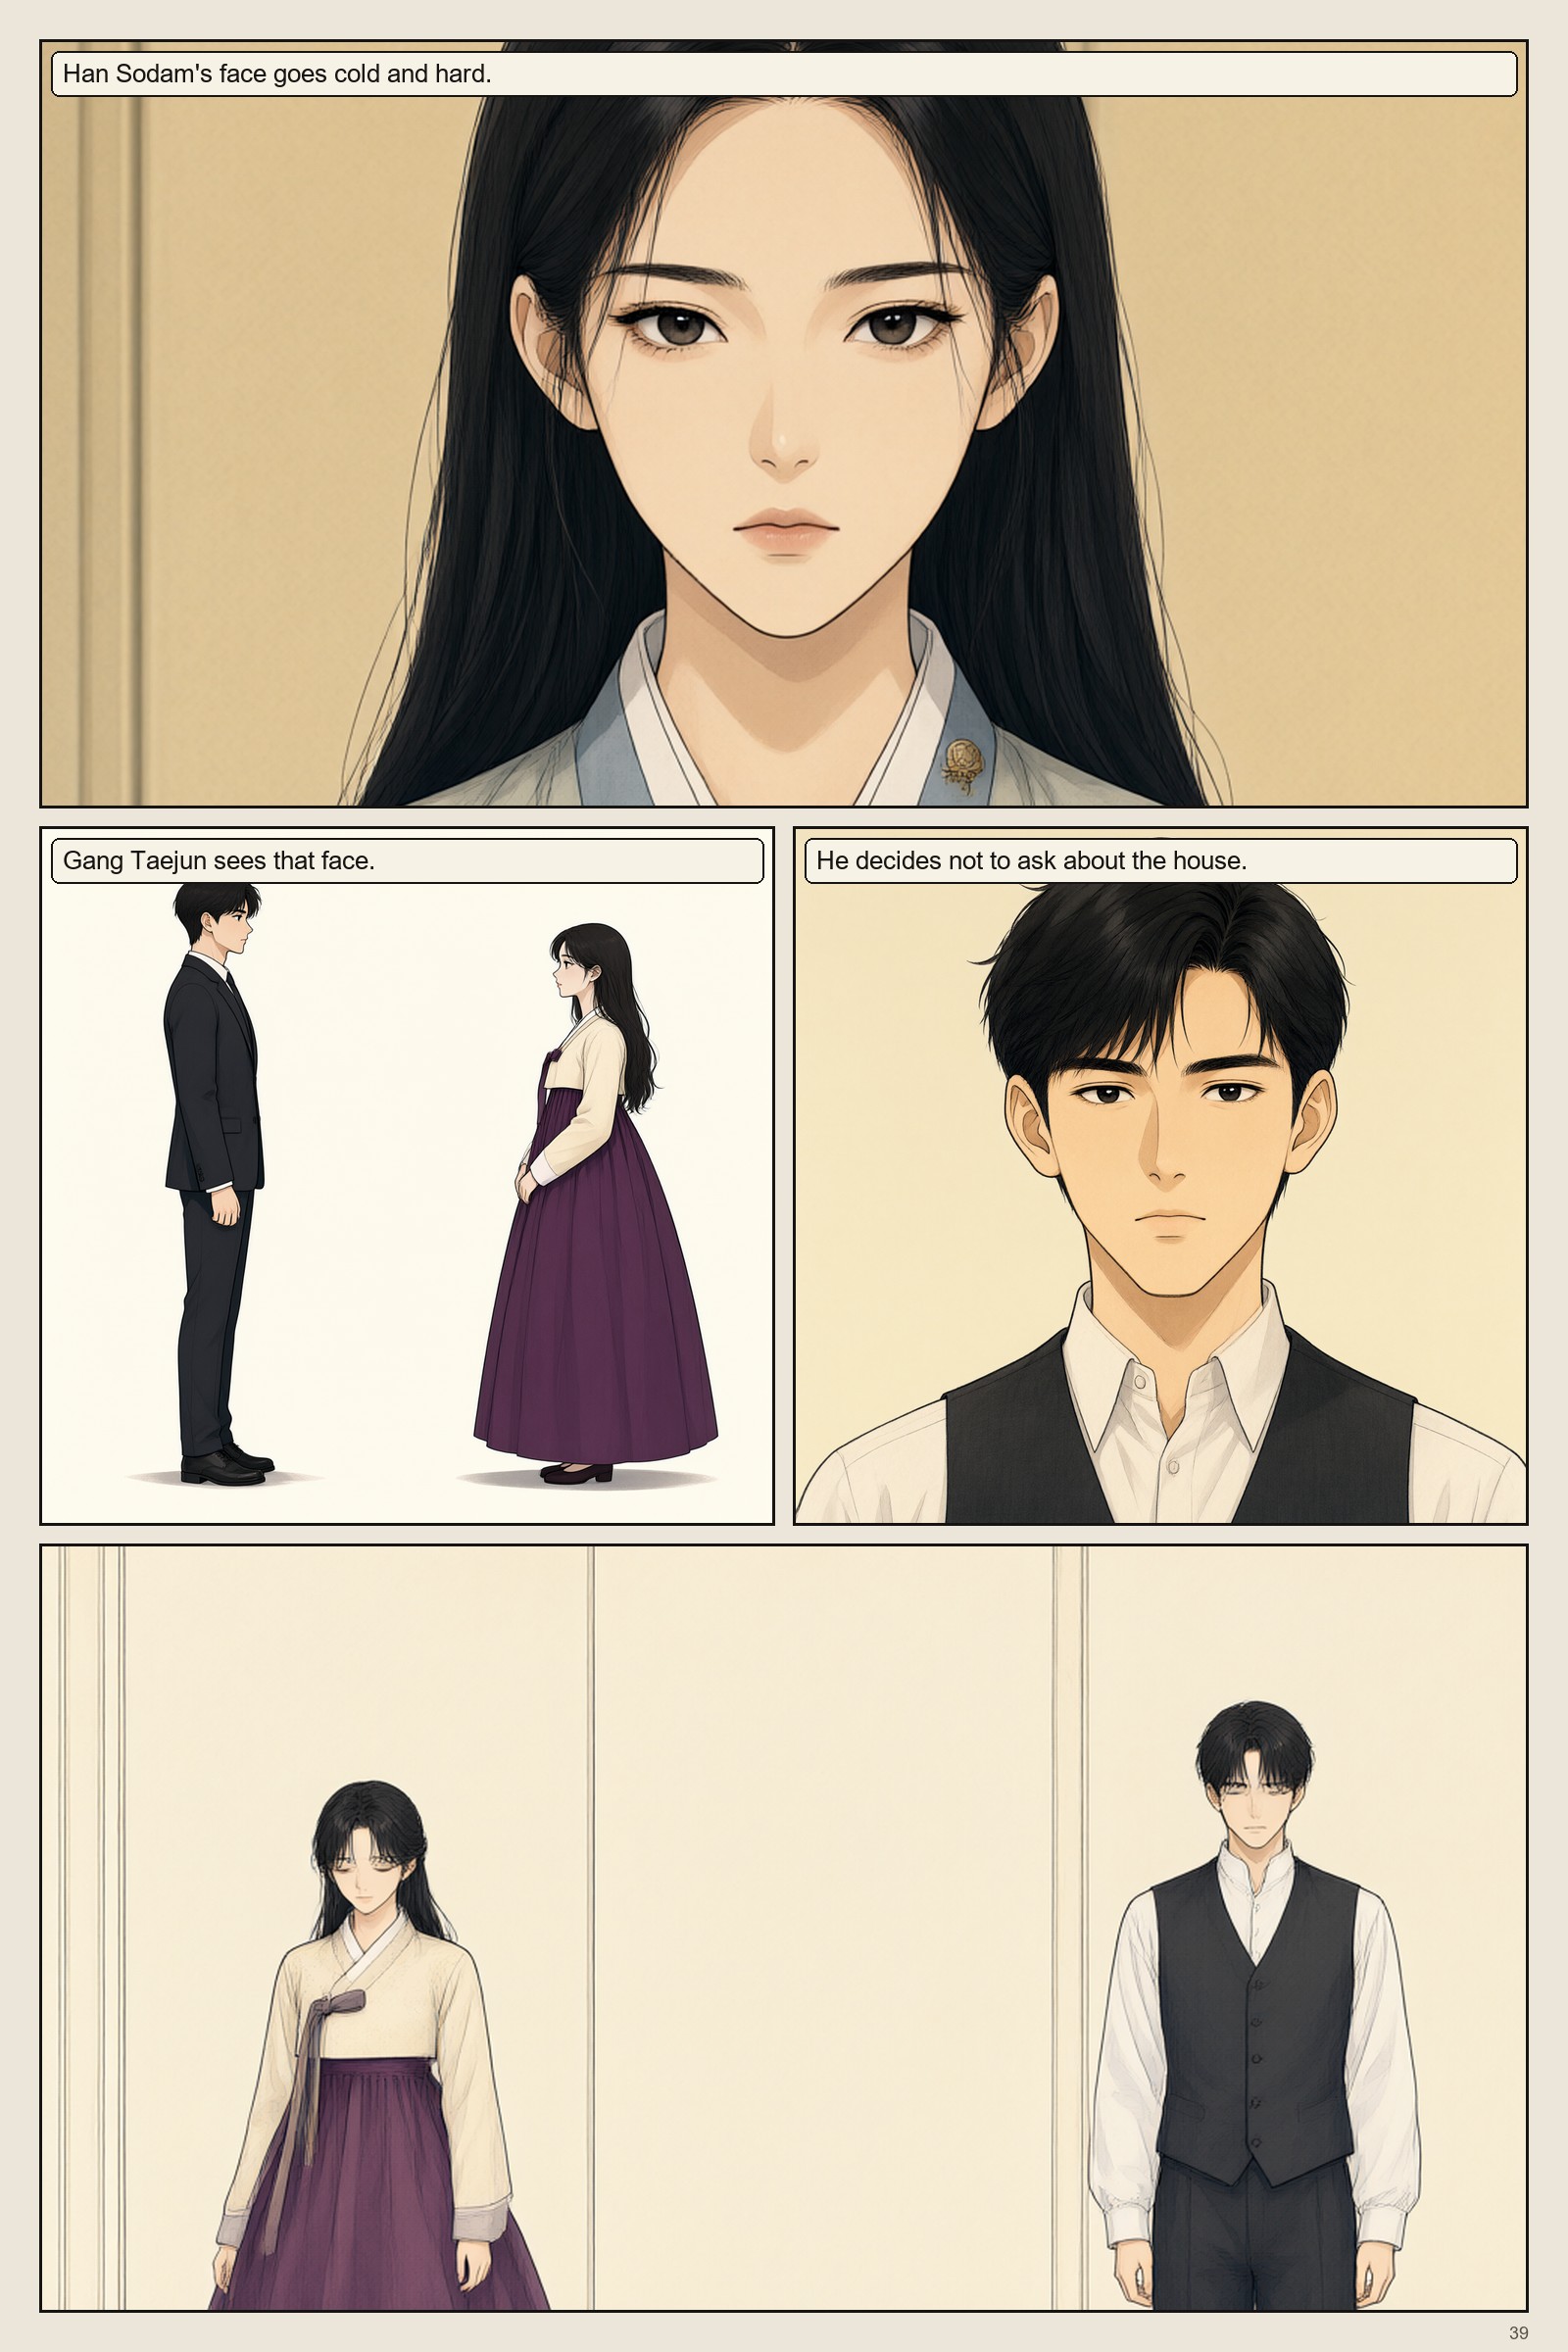 Han Sodam's face goes cold and hard.
Gang Taejun sees that face.
He decides not to ask about the house.
39